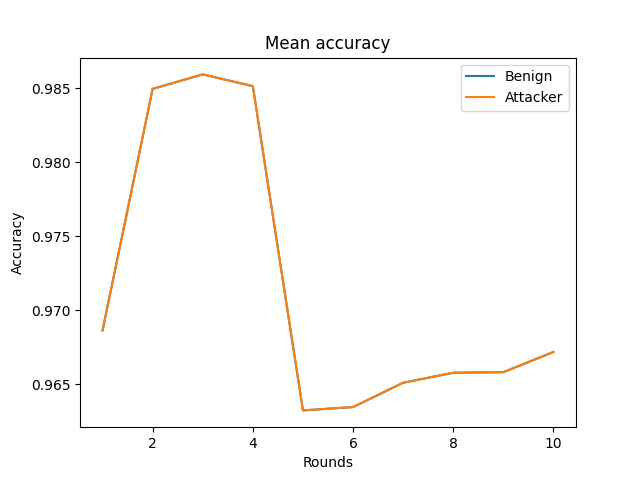 Mean accuracy
Benign
Attacker
Accuracy
0.985
0.980
0.975
0.970
0.965
2 4 6 8 10
Rounds